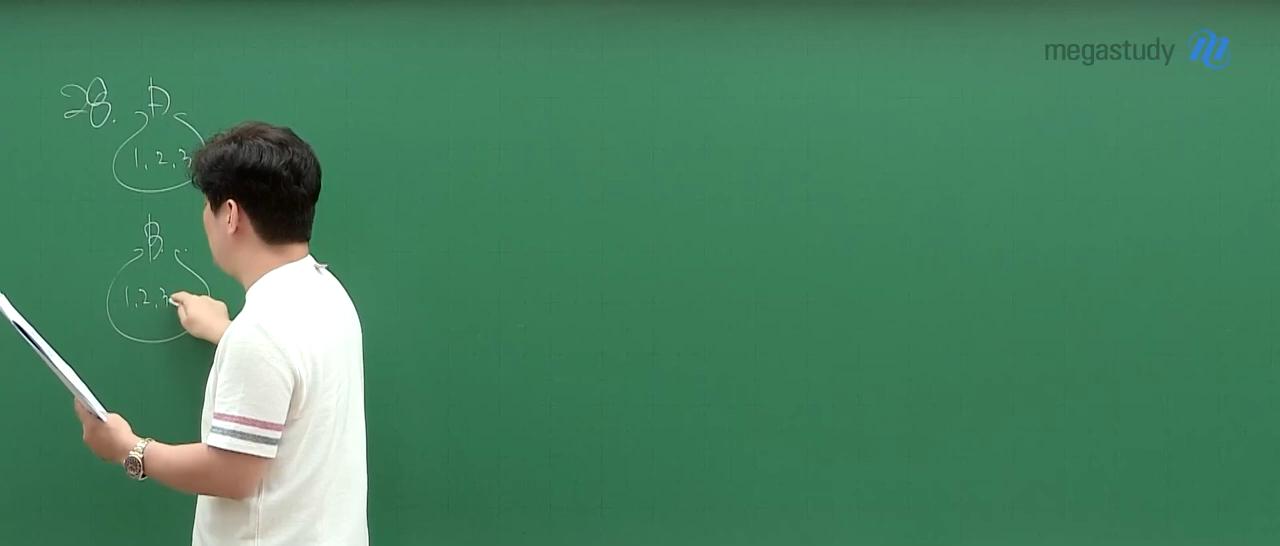 megastudy
28. A
1, 2, 3
B
1, 2, 3